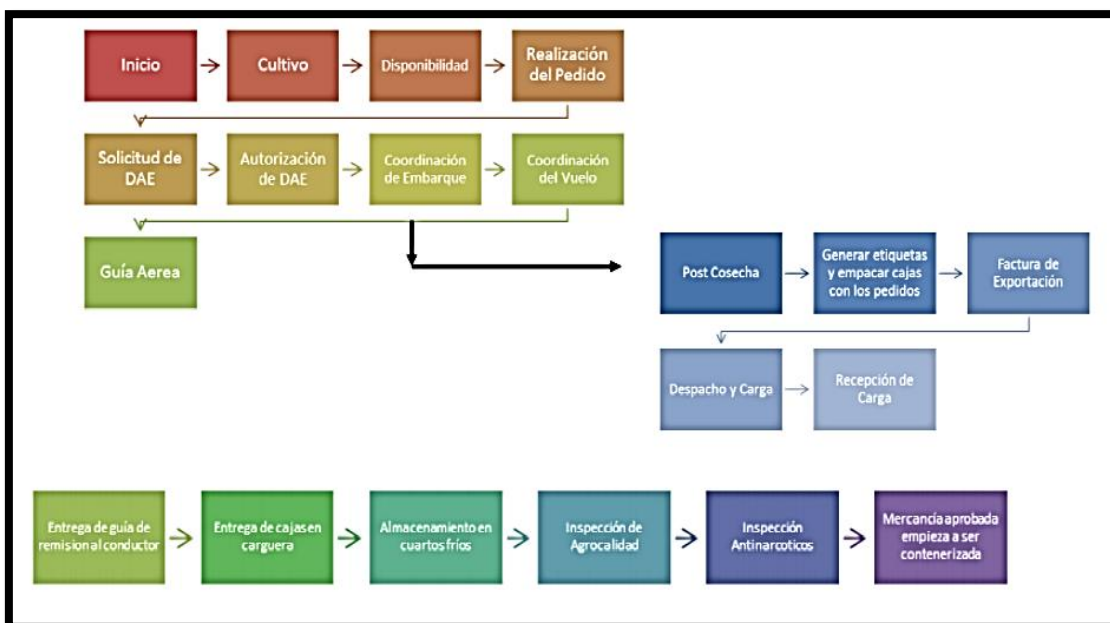 Inicio
Cultivo
Disponibilidad
Realización
del Pedido
Solicitud de
DAE
Autorización
de DAE
Coordinación
de Embarque
Coordinación
del Vuelo
Guía Aerea
Post Cosecha
Generar etiquetas
y empacar cajas
con los pedidos
Factura de
Exportación
Despacho y Carga
Recepción de
Carga
Entrega de guía de
remision al conductor
Entrega de cajas en
carguera
Almacenamiento en
cuartos fríos
Inspección de
Agrocalidad
Inspección
Antinarcoticos
Mercancía aprobada
empieza a ser
contenerizada